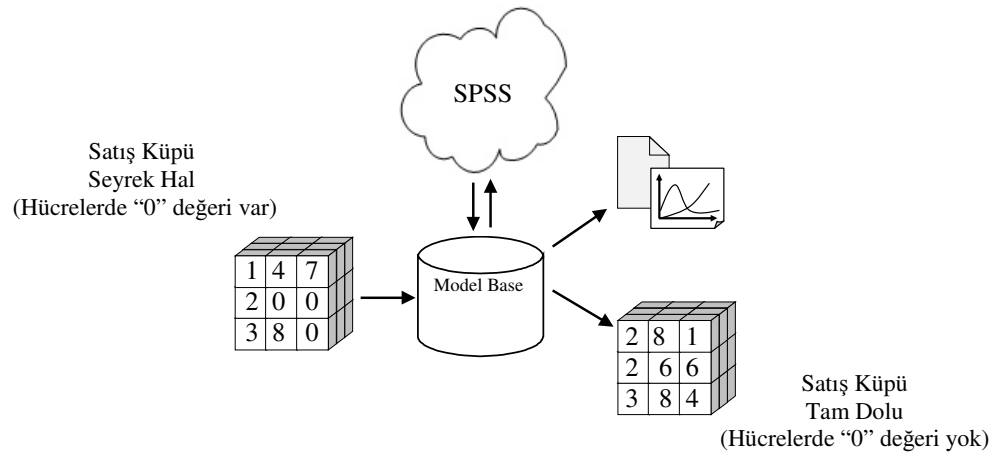 SPSS
Satış Küpü
Seyrek Hal
(Hücrelerde “0” değeri var)
1 4 7
2 0 0
3 8 0
Model Base
2 8 1
2 6 6
3 8 4
Satış Küpü
Tam Dolu
(Hücrelerde “0” değeri yok)